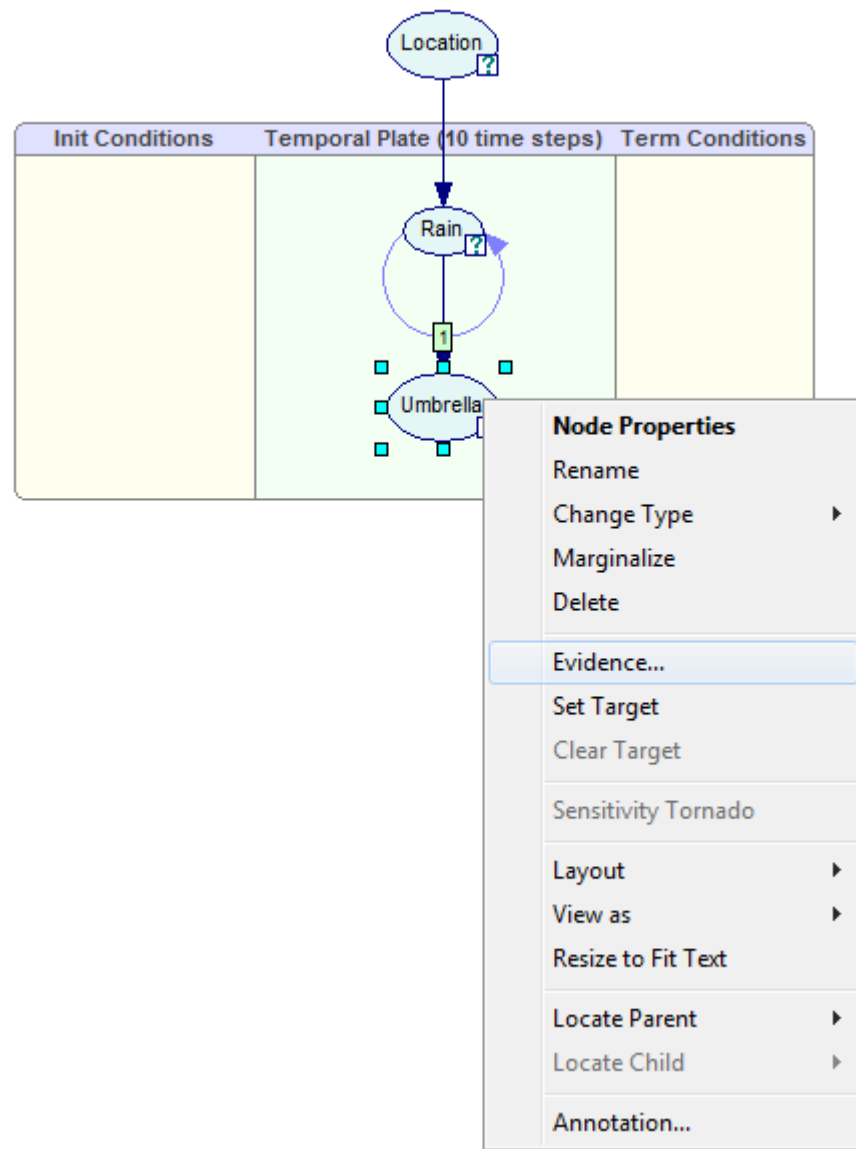 Location
?
Init Conditions Temporal Plate (10 time steps) Term Conditions
Rain
?
1
Umbrella
Node Properties
Rename
Change Type
Marginalize
Delete
Evidence...
Set Target
Clear Target
Sensitivity Tornado
Layout
View as
Resize to Fit Text
Locate Parent
Locate Child
Annotation...